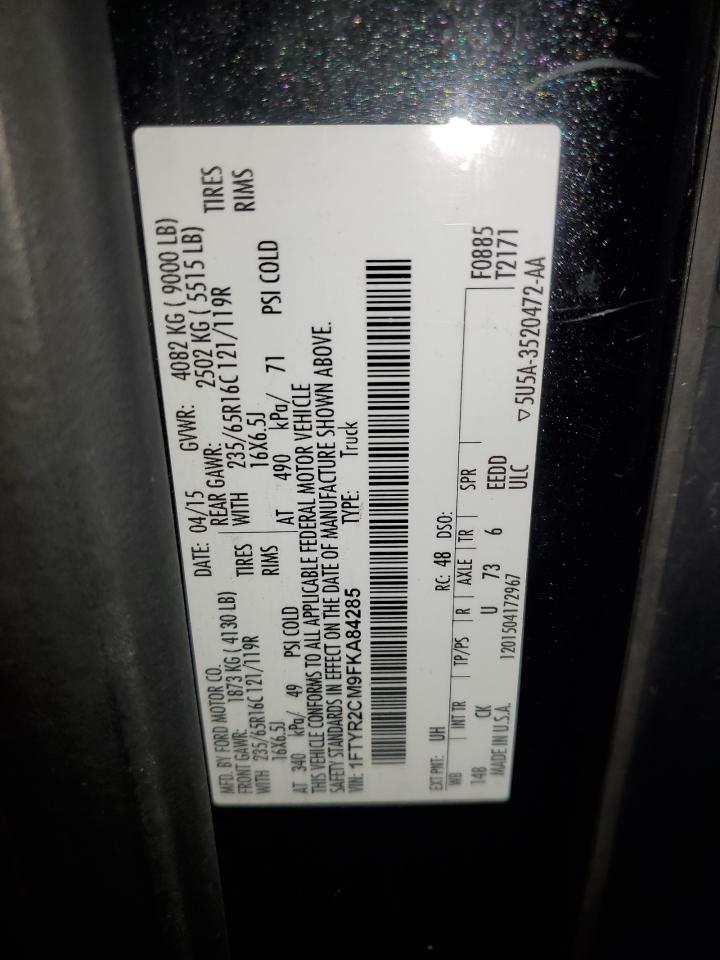 MFD. BY FORD MOTOR CO. DATE: 04/15 GVWR: 4082 KG ( 9000 LB)
FRONT GAWR: 1873 KG ( 4130 LB) REAR GAWR: 2502 KG ( 5515 LB)
WITH 235/65R16C 121/119R TIRES WITH 235/65R16C 121/119R TIRES
16X6.5J RIMS 16X6.5J RIMS
AT 340 kPa/ 49 PSI COLD AT 490 kPa/ 71 PSI COLD
THIS VEHICLE CONFORMS TO ALL APPLICABLE FEDERAL MOTOR VEHICLE
SAFETY STANDARDS IN EFFECT ON THE DATE OF MANUFACTURE SHOWN ABOVE.
VIN: 1FTYR2CM9FKA84285 TYPE: Truck
EXT PNT: UH RC: 48 DSO:
WB INT TR TP/PS R AXLE TR SPR F0885
148 CK U 73 6 EEDD T2171
MADE IN U.S.A. 1201504172967 ULC
▽ 5U5A-3520472-AA